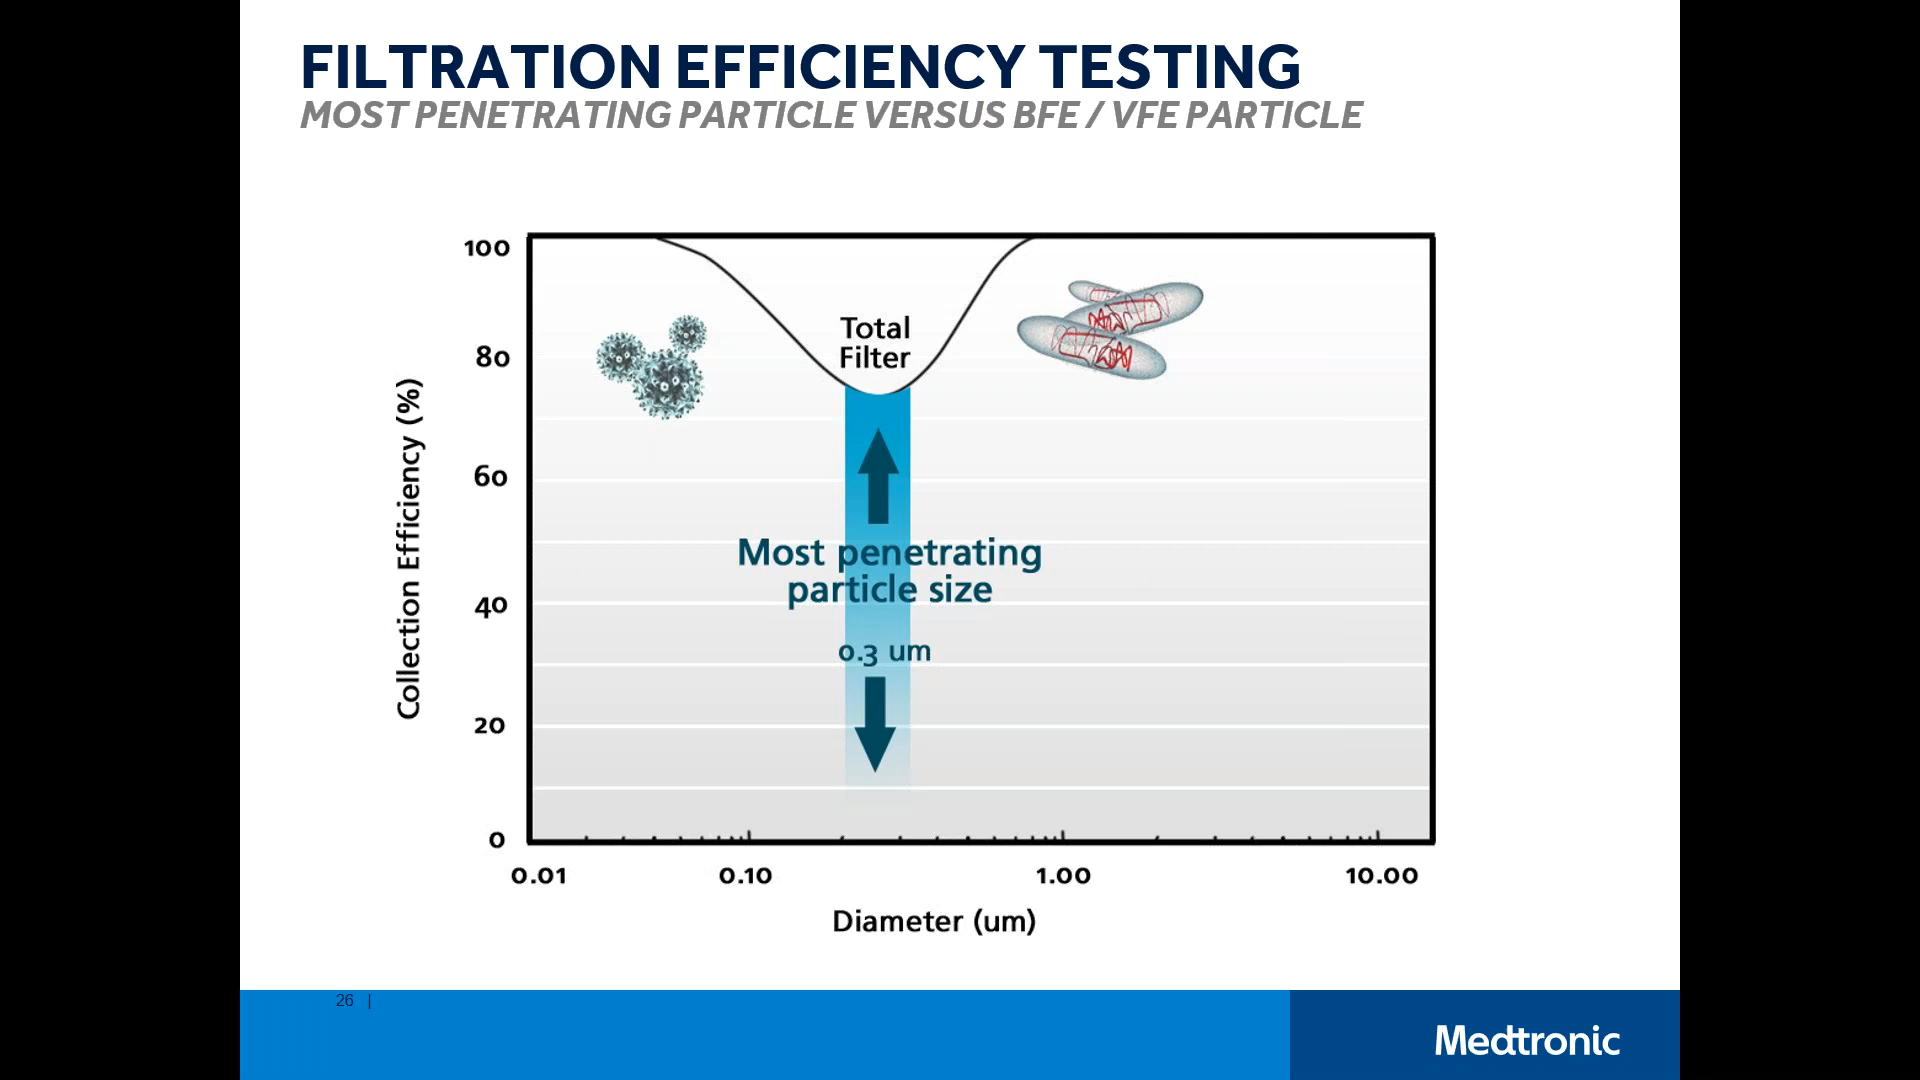 FILTRATION EFFICIENCY TESTING
MOST PENETRATING PARTICLE VERSUS BFE / VFE PARTICLE
100
80
60
40
20
0
Collection Efficiency (%)
Total
Filter
Most penetrating
particle size
0.3 um
0.01
0.10
1.00
10.00
Diameter (um)
26 |
Medtronic